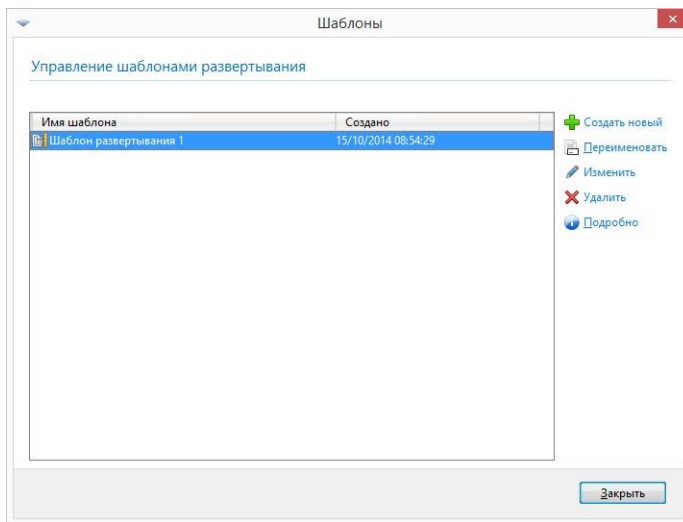 Шаблоны
Управление шаблонами развертывания
Имя шаблона Создано
Шаблон развертывания 1 15/10/2014 08:54:29
Создать новый
Переименовать
Изменить
Удалить
Подробно
Закрыть